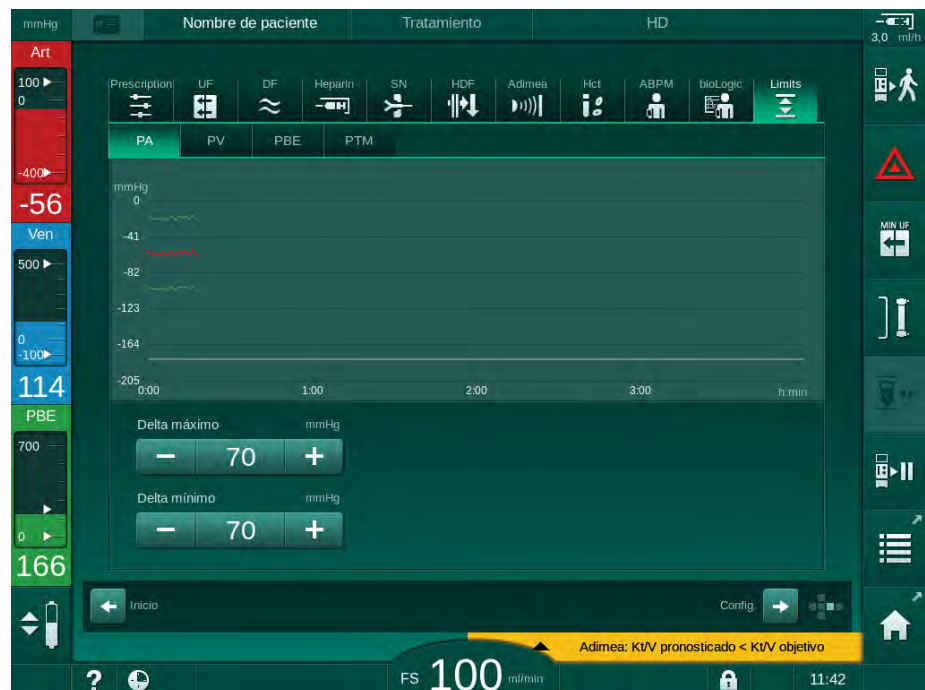 mmHg
Nombre de paciente
Tratamiento
HD
3,0 ml/h
Art
100
0
-400
-56
Ven
500
0
-100
114
PBE
700
0
166
Prescription
UF
DF
Heparin
SN
HDF
Adimea
Hct
ABPM
bioLogic
Limits
PA
PV
PBE
PTM
mmHg
0
-41
-82
-123
-164
-205
0:00
1:00
2:00
3:00
h:min
Delta máximo
mmHg
70
Delta mínimo
mmHg
70
MIN UF
Inicio
Config.
Adimea: Kt/V pronosticado < Kt/V objetivo
?
FS 100 ml/min
11:42